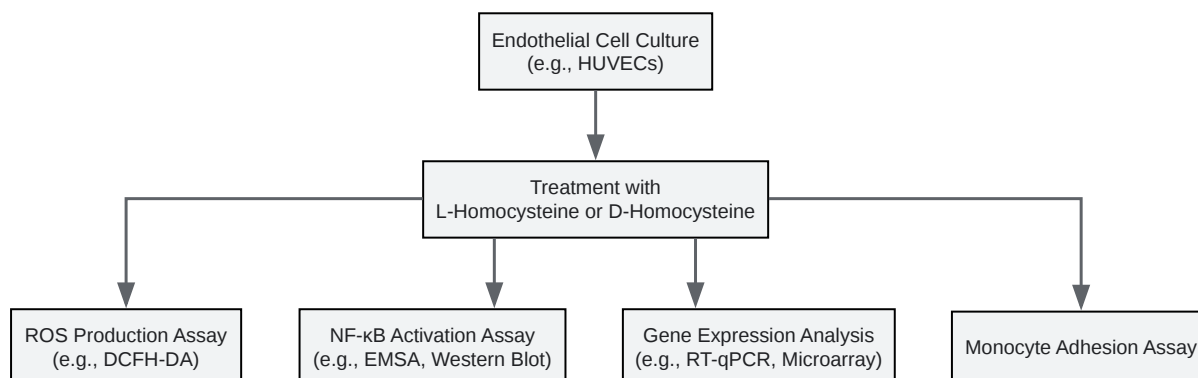 Endothelial Cell Culture
(e.g., HUVECs)
Treatment with
L-Homocysteine or D-Homocysteine
ROS Production Assay
(e.g., DCFH-DA)
NF-κB Activation Assay
(e.g., EMSA, Western Blot)
Gene Expression Analysis
(e.g., RT-qPCR, Microarray)
Monocyte Adhesion Assay